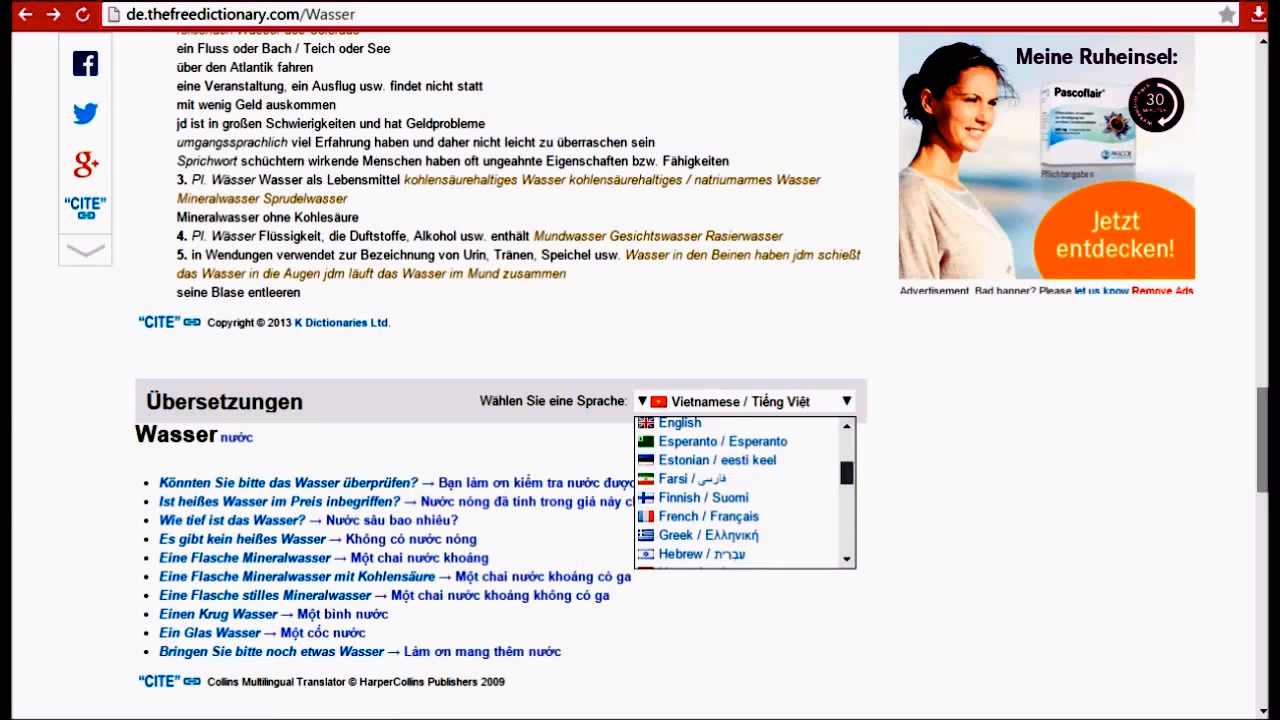 de.thefreedictionary.com/Wasser
ein Fluss oder Bach / Teich oder See
über den Atlantik fahren
eine Veranstaltung, ein Ausflug usw. findet nicht statt
mit wenig Geld auskommen
jd ist in großen Schwierigkeiten und hat Geldprobleme
umgangssprachlich viel Erfahrung haben und daher nicht leicht zu überraschen sein
Sprichwort schüchtern wirkende Menschen haben oft ungeahnte Eigenschaften bzw. Fähigkeiten
3. Pl. Wässer Wasser als Lebensmittel kohlensäurehaltiges Wasser kohlensäurehaltiges / natriumarmes Wasser
Mineralwasser Sprudelwasser
Mineralwasser ohne Kohlesäure
4. Pl. Wässer Flüssigkeit, die Duftstoffe, Alkohol usw. enthält Mundwasser Gesichtswasser Rasierwasser
5. in Wendungen verwendet zur Bezeichnung von Urin, Tränen, Speichel usw. Wasser in den Beinen haben jdm schießt
das Wasser in die Augen jdm läuft das Wasser im Mund zusammen
seine Blase entleeren
"CITE" Copyright © 2013 K Dictionaries Ltd.
g+
"CITE"
Meine Ruheinsel:
Pascoflair
30
PASCOE
Pflichtangaben
Jetzt
entdecken!
Advertisement. Bad banner? Please let us know Remove Ads
Übersetzungen
Wählen Sie eine Sprache: Vietnamese / Tiếng Việt
English
Esperanto / Esperanto
Estonian / eesti keel
Farsi / فارسی
Finnish / Suomi
French / Français
Greek / Ελληνική
Hebrew / עִבְרִית
Wasser nước
Könnten Sie bitte das Wasser überprüfen? → Bạn làm ơn kiểm tra nước được
Ist heißes Wasser im Preis inbegriffen? → Nước nóng đã tính trong giá này
Wie tief ist das Wasser? → Nước sâu bao nhiêu?
Es gibt kein heißes Wasser → Không có nước nóng
Eine Flasche Mineralwasser → Một chai nước khoáng
Eine Flasche Mineralwasser mit Kohlensäure → Một chai nước khoáng có ga
Eine Flasche stilles Mineralwasser → Một chai nước khoáng không có ga
Einen Krug Wasser → Một bình nước
Ein Glas Wasser → Một cốc nước
Bringen Sie bitte noch etwas Wasser → Làm ơn mang thêm nước
"CITE" Collins Multilingual Translator © HarperCollins Publishers 2009